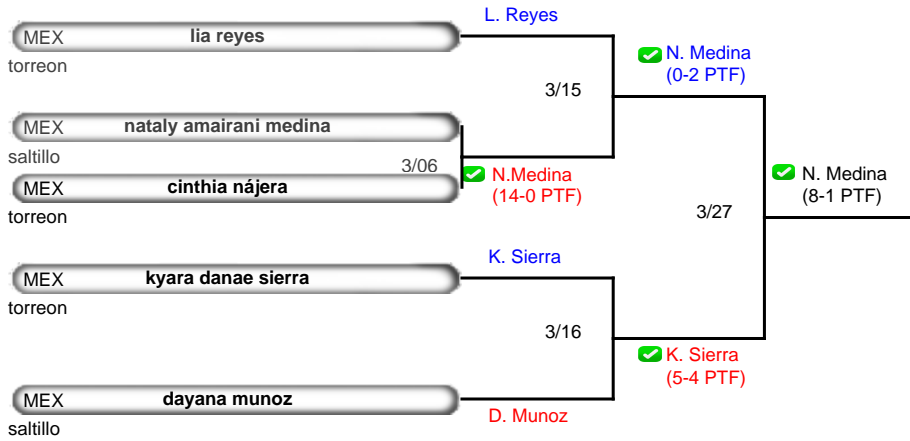 L. Reyes
MEX lia reyes
torreon
N. Medina
(0-2 PTF)
3/15
MEX nataly amairani medina
saltillo
3/06
N.Medina
(14-0 PTF)
N. Medina
(8-1 PTF)
MEX cinthia nájera
torreon
3/27
K. Sierra
MEX kyara danae sierra
torreon
3/16
K. Sierra
(5-4 PTF)
MEX dayana munoz
D. Munoz
saltillo